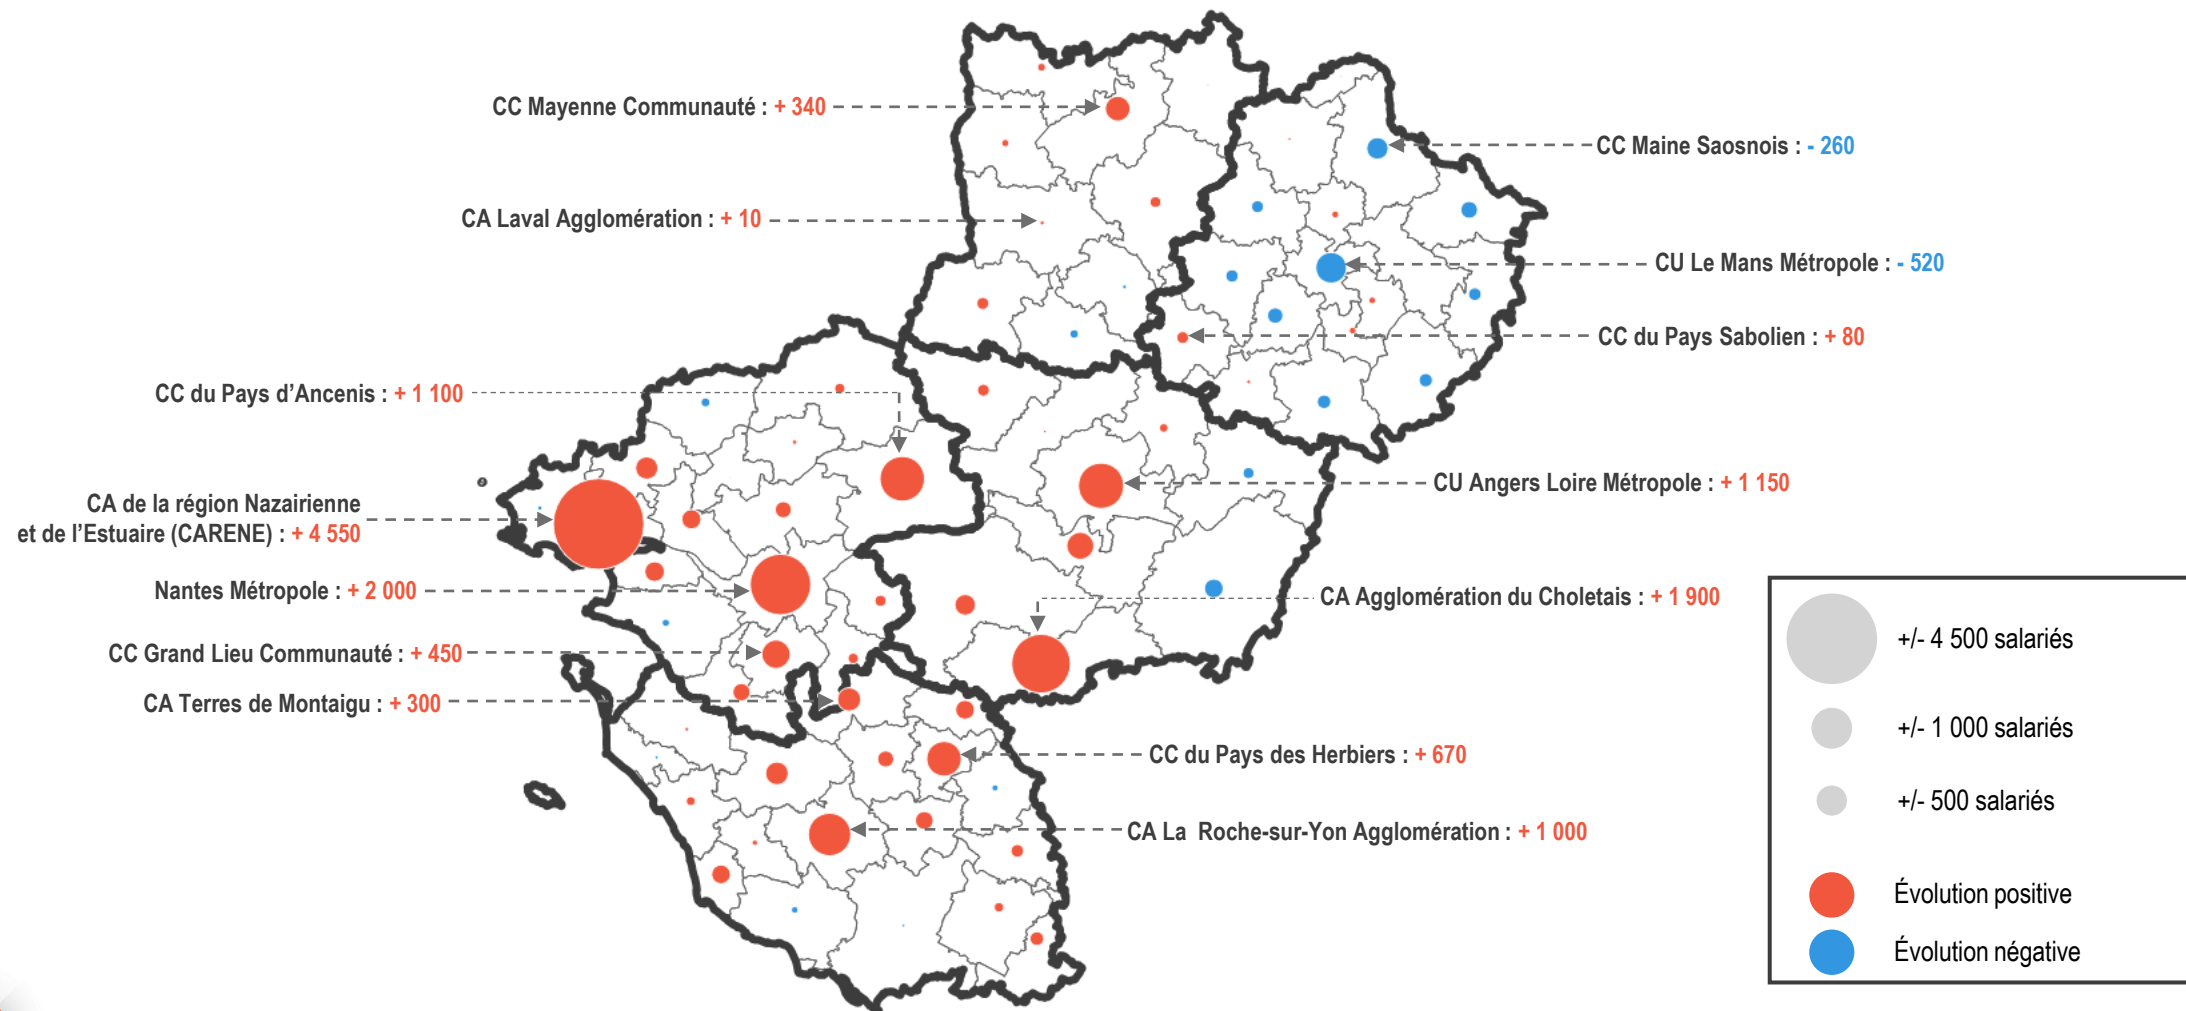 CC Mayenne Communauté : + 340
CC Maine Saosnois : - 260
CA Laval Agglomération : + 10
CU Le Mans Métropole : - 520
CC du Pays Sabolien : + 80
CC du Pays d’Ancenis : + 1 100
CU Angers Loire Métropole : + 1 150
CA de la région Nazairienne
et de l’Estuaire (CARENE) : + 4 550
Nantes Métropole : + 2 000
CA Agglomération du Choletais : + 1 900
CC Grand Lieu Communauté : + 450
CA Terres de Montaigu : + 300
CC du Pays des Herbiers : + 670
CA La Roche-sur-Yon Agglomération : + 1 000
+/- 4 500 salariés
+/- 1 000 salariés
+/- 500 salariés
Évolution positive
Évolution négative